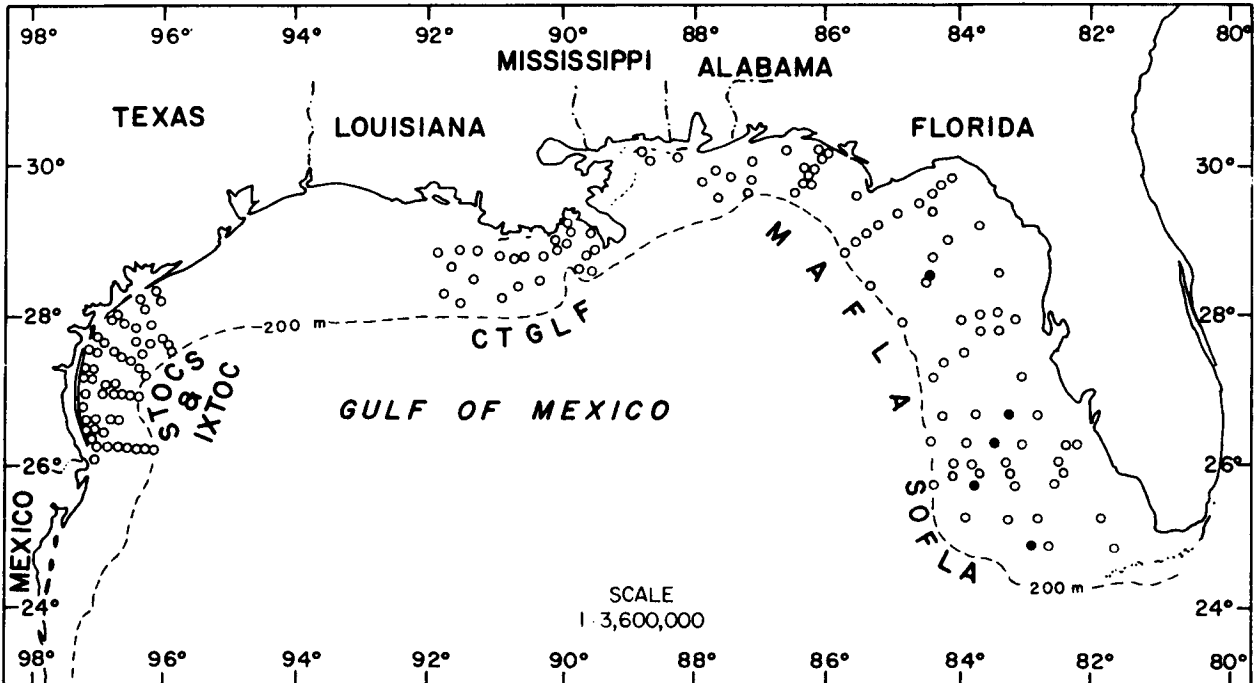 98° 96° 94° 92° 90° 88° 86° 84° 82° 80°
MISSISSIPPI
ALABAMA
TEXAS
LOUISIANA
FLORIDA
30° 30°
MAFLA
28° 28°
200 m
CTGLF
STOCS
&
IXTOC
GULF OF MEXICO
26° 26°
SOFLA
MEXICO
200 m
SCALE
1:3,600,000
24° 24°
98° 96° 94° 92° 90° 88° 86° 84° 82° 80°